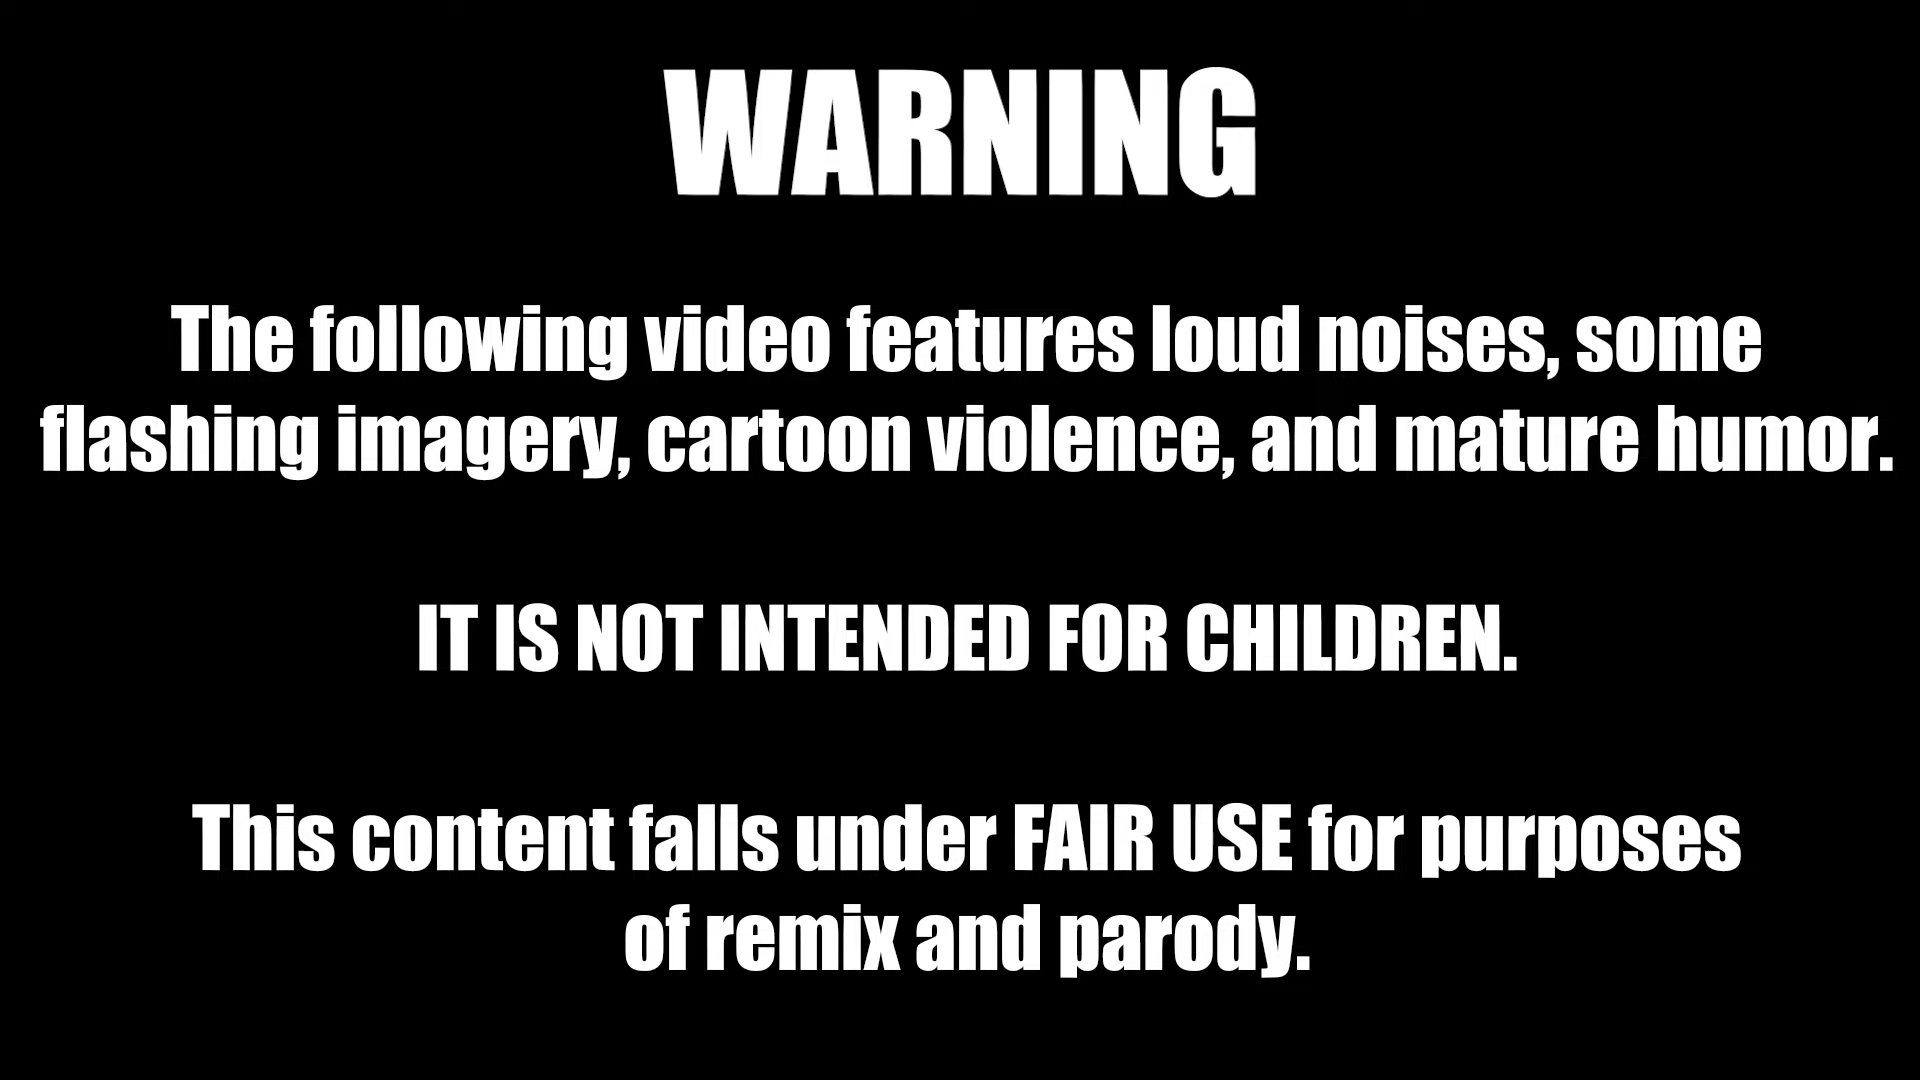 WARNING
The following video features loud noises, some
flashing imagery, cartoon violence, and mature humor.
IT IS NOT INTENDED FOR CHILDREN.
This content falls under FAIR USE for purposes
of remix and parody.